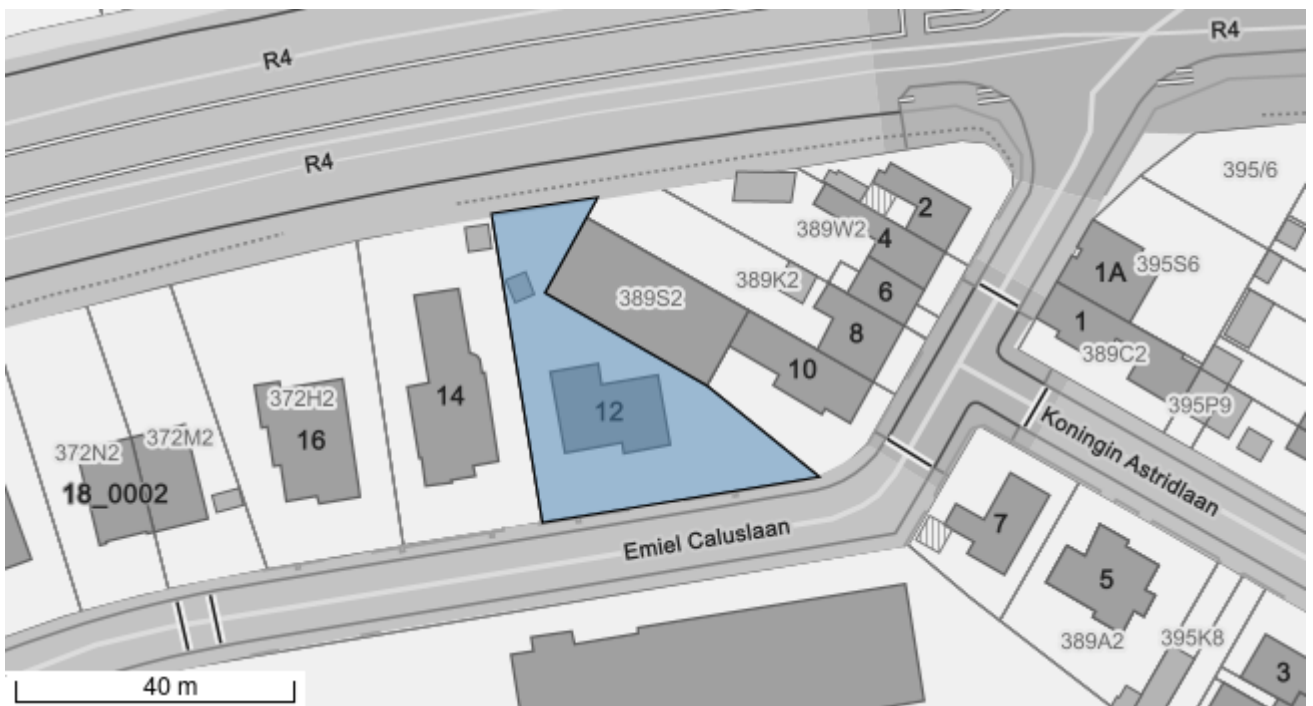 R4
R4
R4
395/6
2
389W2
4
1A
395S6
389K2
6
389S2
1
8
389C2
10
372H2
14
12
395P9
16
Koningin Astridlaan
372M2
372N2
18_0002
7
Emiel Caluslaan
5
389A2
395K8
3
40 m